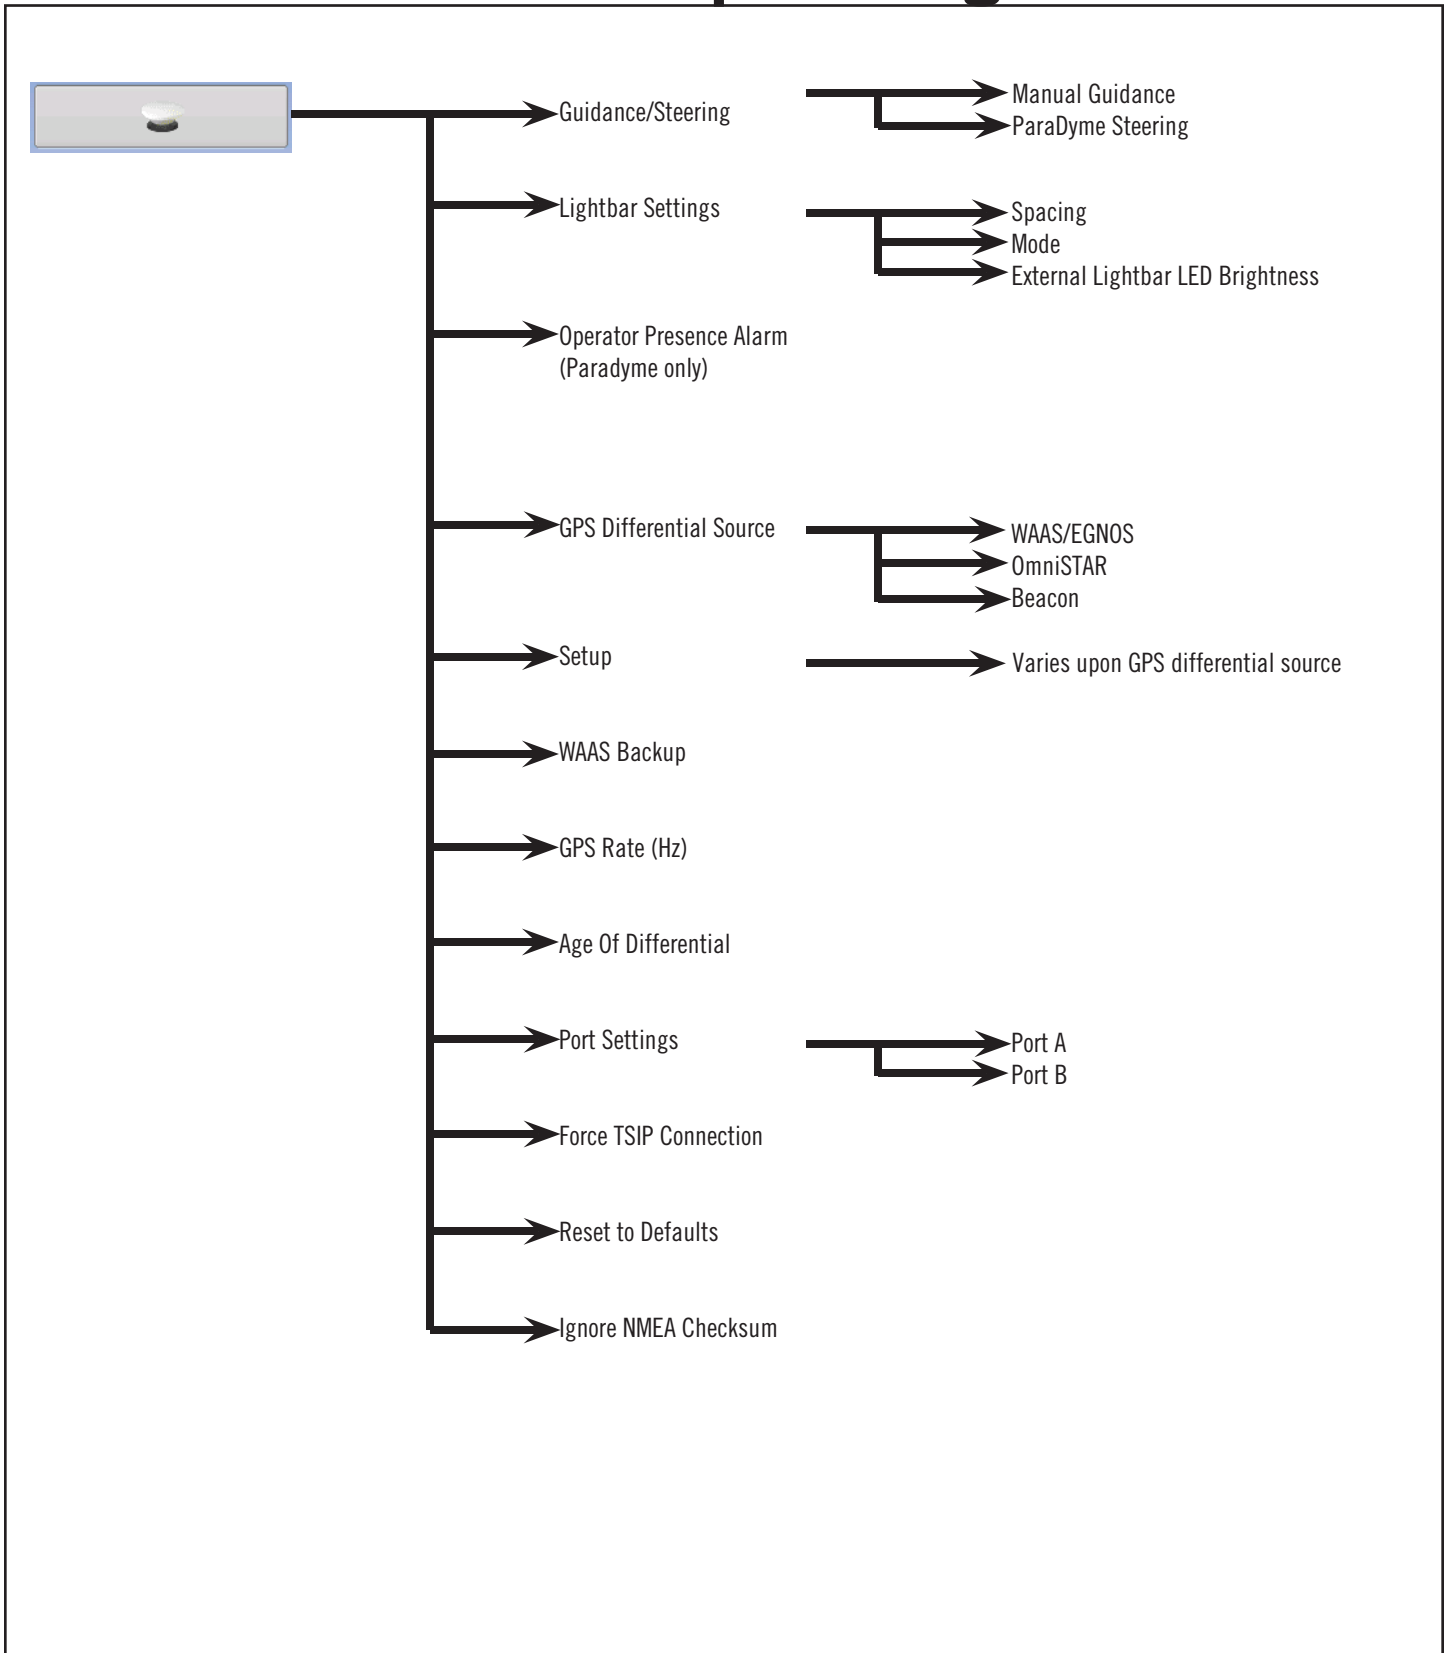 Guidance/Steering
Manual Guidance
ParaDyme Steering
Lightbar Settings
Spacing
Mode
External Lightbar LED Brightness
Operator Presence Alarm
(Paradyme only)
GPS Differential Source
WAAS/EGNOS
OmniSTAR
Beacon
Setup
Varies upon GPS differential source
WAAS Backup
GPS Rate (Hz)
Age Of Differential
Port Settings
Port A
Port B
Force TSIP Connection
Reset to Defaults
Ignore NMEA Checksum